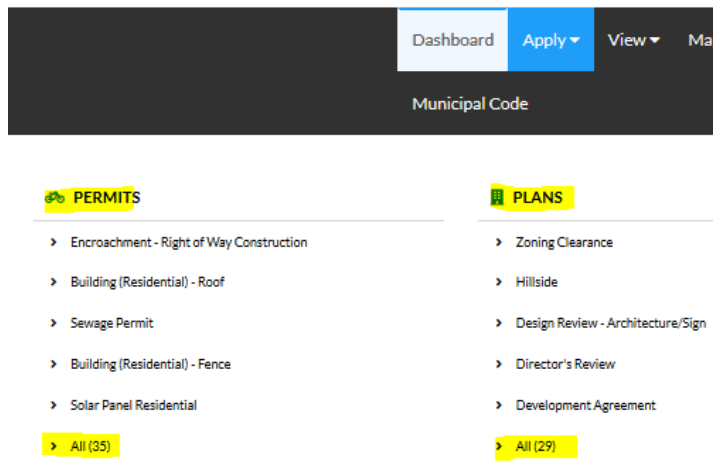 Dashboard Apply View Ma
Municipal Code
PERMITS
Encroachment - Right of Way Construction
Building (Residential) - Roof
Sewage Permit
Building (Residential) - Fence
Solar Panel Residential
All (35)
PLANS
Zoning Clearance
Hillside
Design Review - Architecture/Sign
Director's Review
Development Agreement
All (29)